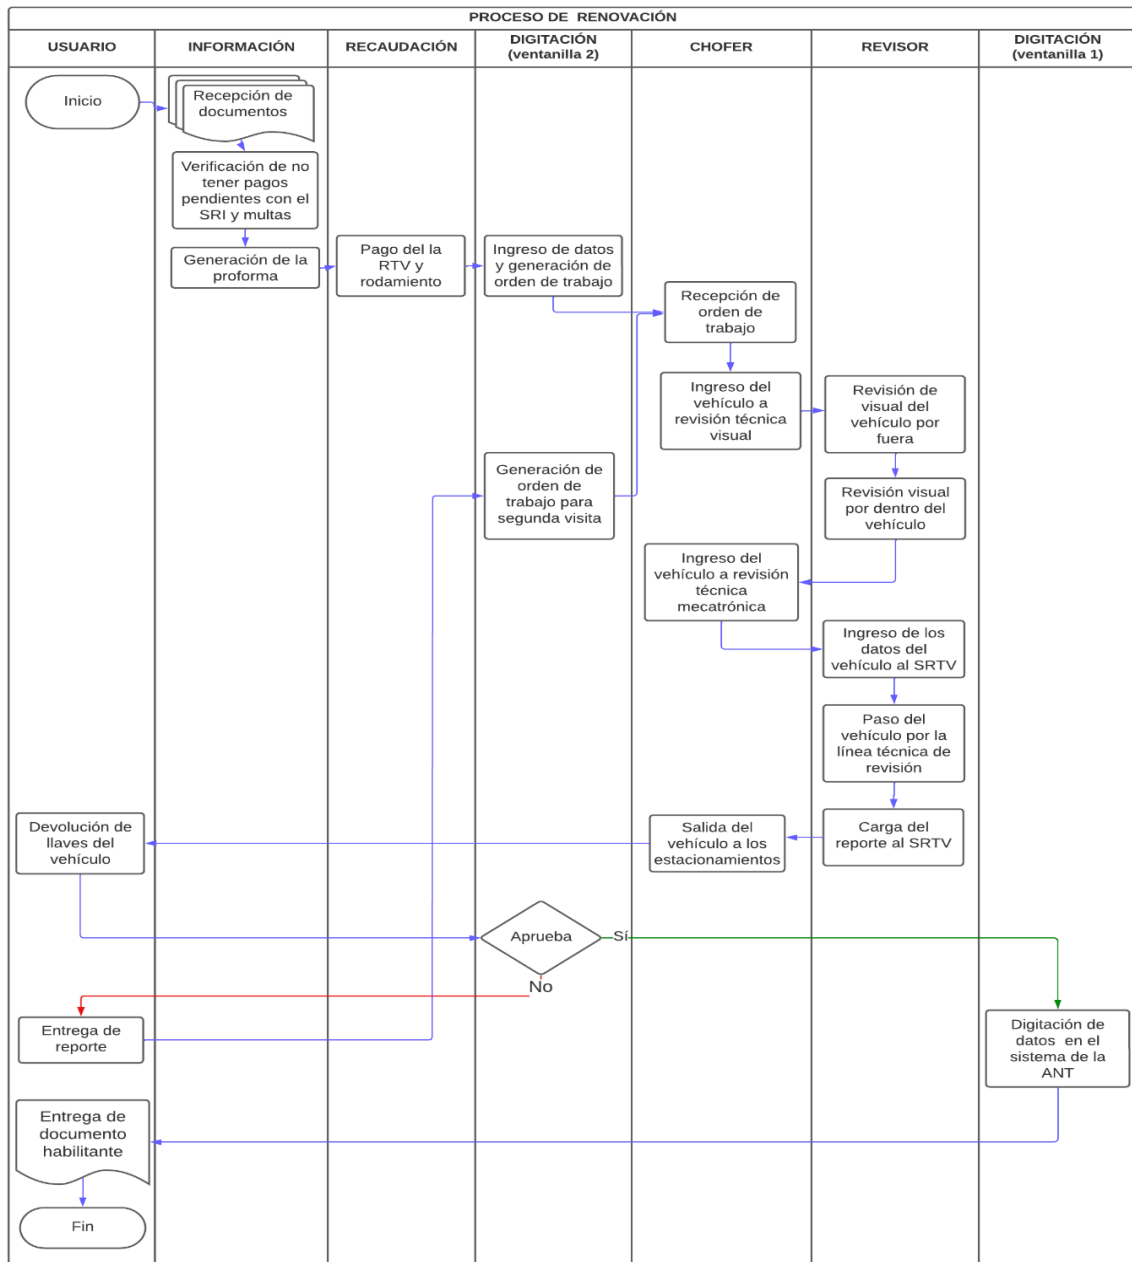 PROCESO DE  RENOVACIÓN
USUARIO
INFORMACIÓN
RECAUDACIÓN
DIGITACIÓN
(ventanilla 2)
CHOFER
REVISOR
DIGITACIÓN
(ventanilla 1)
Inicio
Recepción de
documentos
Verificación de no
tener pagos
pendientes con el
SRI y multas
Generación de la
proforma
Pago del la
RTV y
rodamiento
Ingreso de datos
y generación de
orden de trabajo
Recepción de
orden de
trabajo
Ingreso del
vehículo a
revisión técnica
visual
Revisión de
visual del
vehículo por
fuera
Generación de
orden de
trabajo para
segunda visita
Revisión visual
por dentro del
vehículo
Ingreso del
vehículo a revisión
técnica
mecatrónica
Ingreso de los
datos del
vehículo al SRTV
Paso del
vehículo por la
línea técnica de
revisión
Devolución de
llaves del
vehículo
Salida del
vehículo a los
estacionamientos
Carga del
reporte al SRTV
Aprueba
Sí
No
Entrega de
reporte
Digitación de
datos  en el
sistema de la
ANT
Entrega de
documento
habilitante
Fin